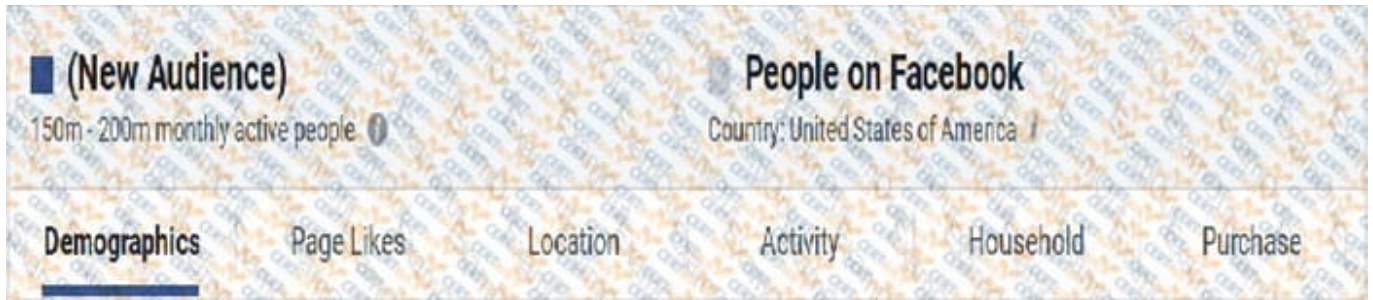 (New Audience) People on Facebook
150m - 200m monthly active people Country: United States of America
Demographics Page Likes Location Activity Household Purchase